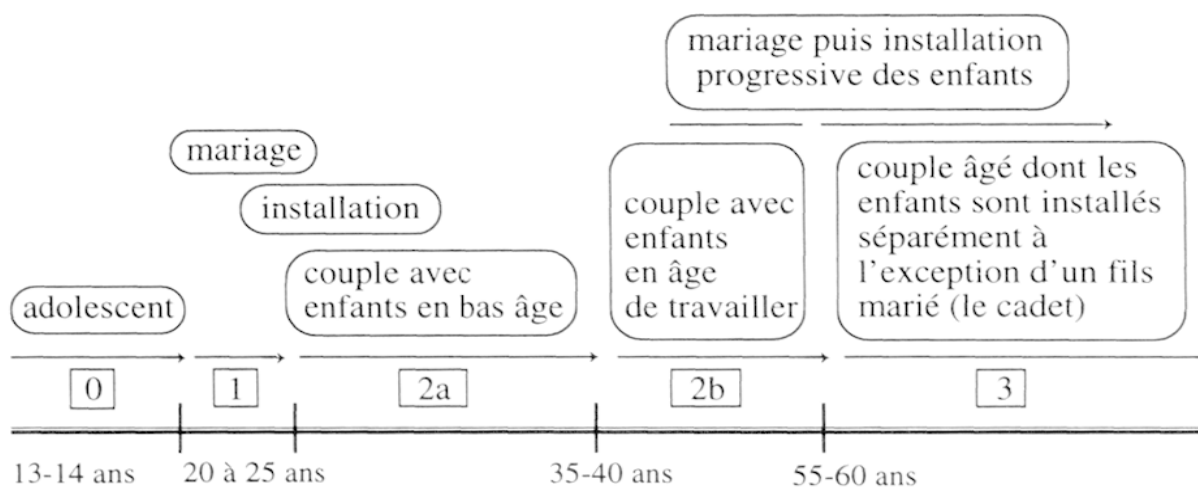 mariage puis installation
progressive des enfants
mariage
installation
couple avec
enfants en bas âge
adolescent
couple avec
enfants
en âge
de travailler
couple âgé dont les
enfants sont installés
séparément à
l'exception d'un fils
marié (le cadet)
0 1 2a 2b 3
13-14 ans 20 à 25 ans 35-40 ans 55-60 ans